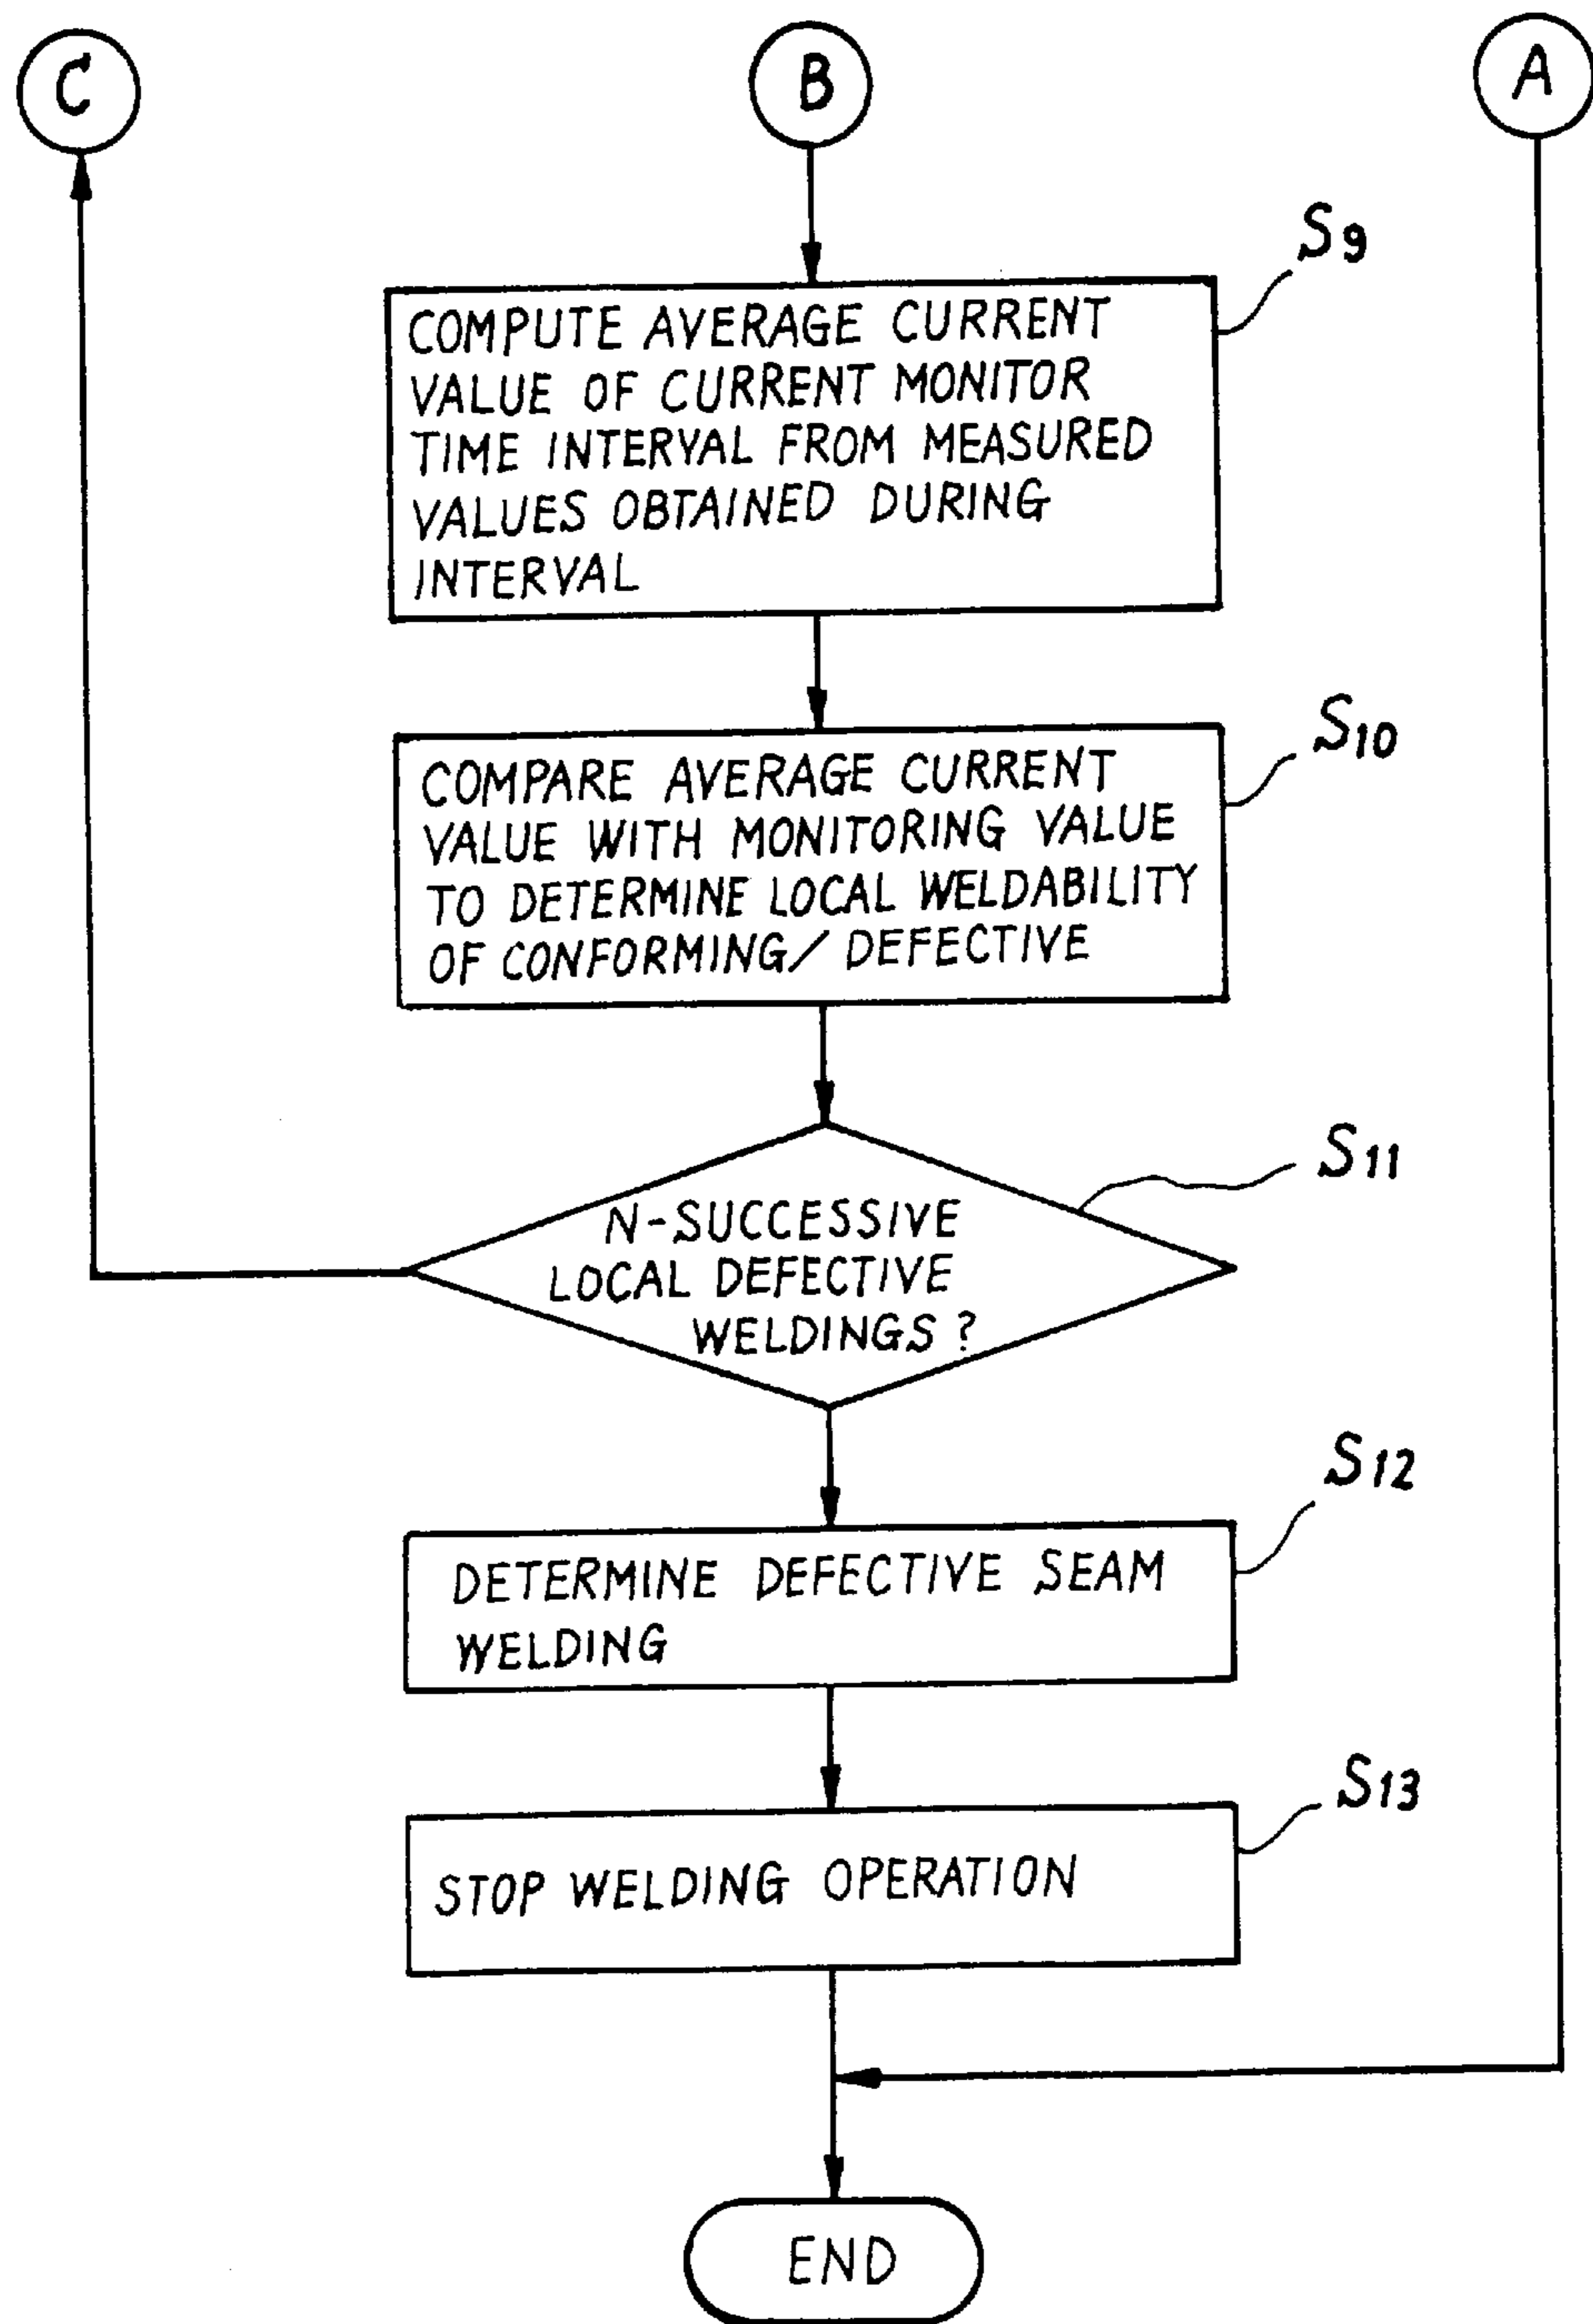 C
B
A
S9
COMPUTE AVERAGE CURRENT
VALUE OF CURRENT MONITOR
TIME INTERVAL FROM MEASURED
VALUES OBTAINED DURING
INTERVAL
S10
COMPARE AVERAGE CURRENT
VALUE WITH MONITORING VALUE
TO DETERMINE LOCAL WELDABILITY
OF CONFORMING/ DEFECTIVE
S11
N-SUCCESSIVE
LOCAL DEFECTIVE
WELDINGS ?
S12
DETERMINE DEFECTIVE SEAM
WELDING
S13
STOP WELDING OPERATION
END